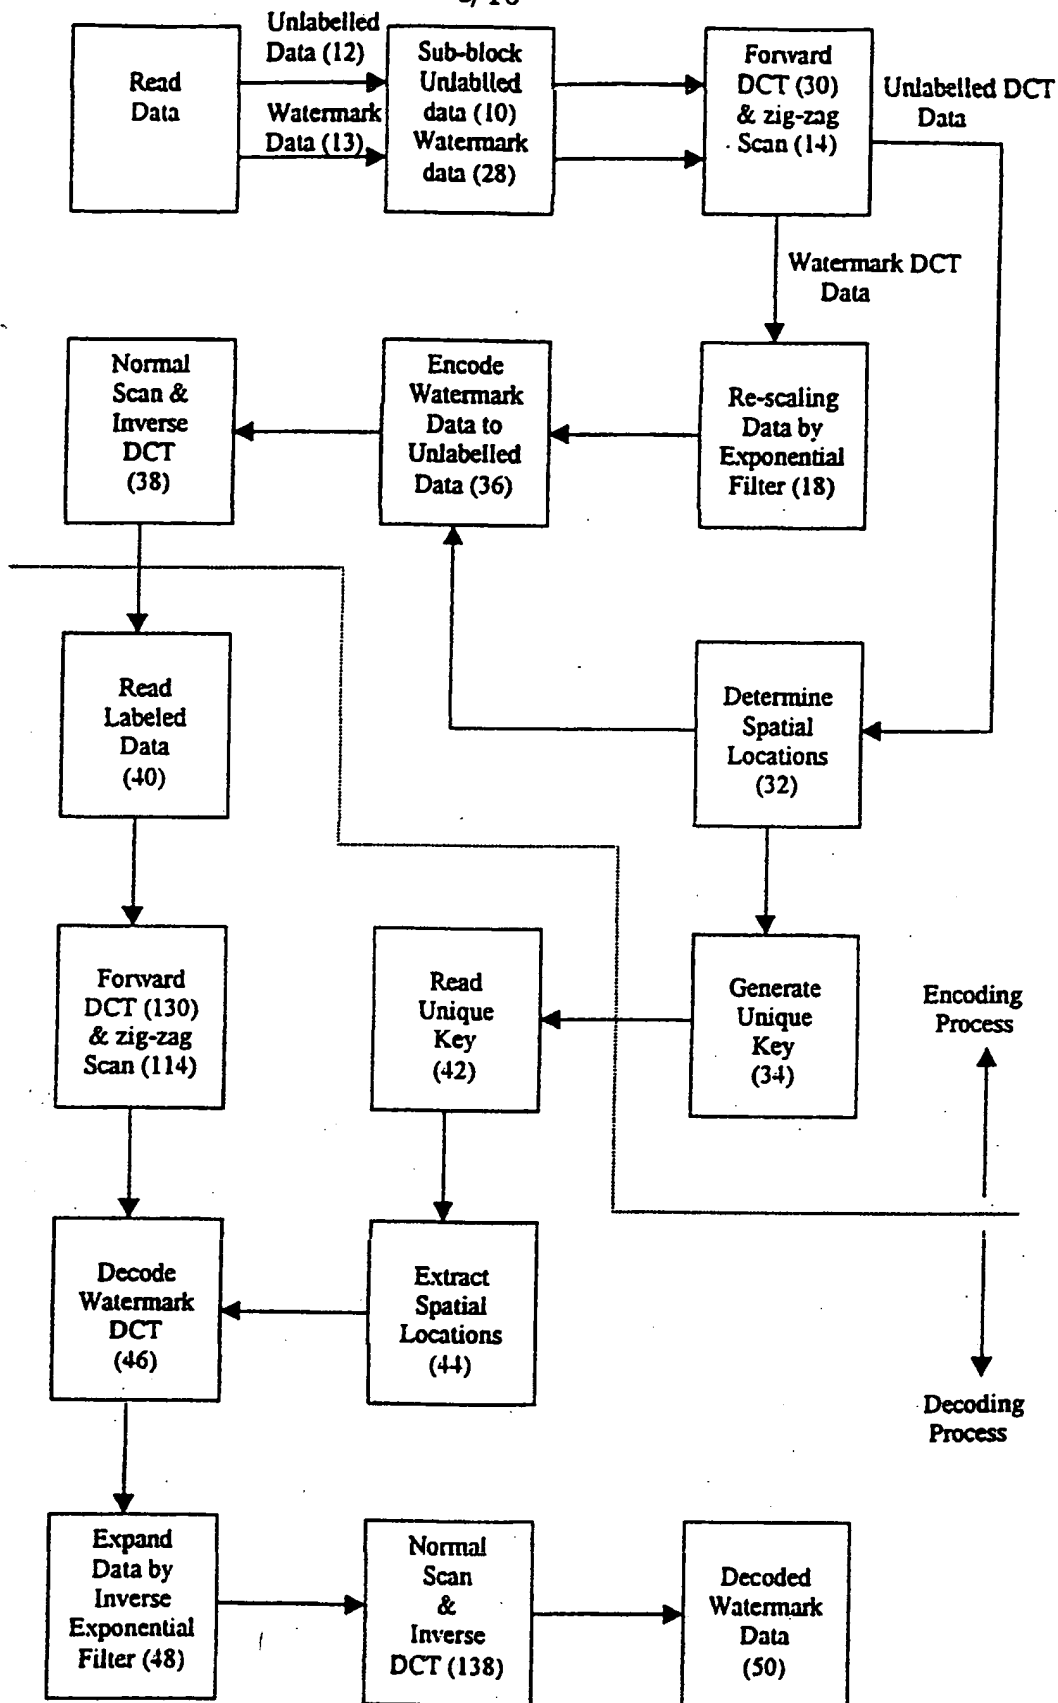 Unlabelled
Data (12)
Read
Data
Watermark
Data (13)
Sub-block
Unlablled
data (10)
Watermark
data (28)
Forward
DCT (30)
& zig-zag
Scan (14)
Unlabelled DCT
Data
Watermark DCT
Data
Normal
Scan &
Inverse
DCT
(38)
Encode
Watermark
Data to
Unlabelled
Data (36)
Re-scaling
Data by
Exponential
Filter (18)
Read
Labeled
Data
(40)
Determine
Spatial
Locations
(32)
Forward
DCT (130)
& zig-zag
Scan (114)
Read
Unique
Key
(42)
Generate
Unique
Key
(34)
Encoding
Process
Decode
Watermark
DCT
(46)
Extract
Spatial
Locations
(44)
Decoding
Process
Expand
Data by
Inverse
Exponential
Filter (48)
Normal
Scan
&
Inverse
DCT (138)
Decoded
Watermark
Data
(50)